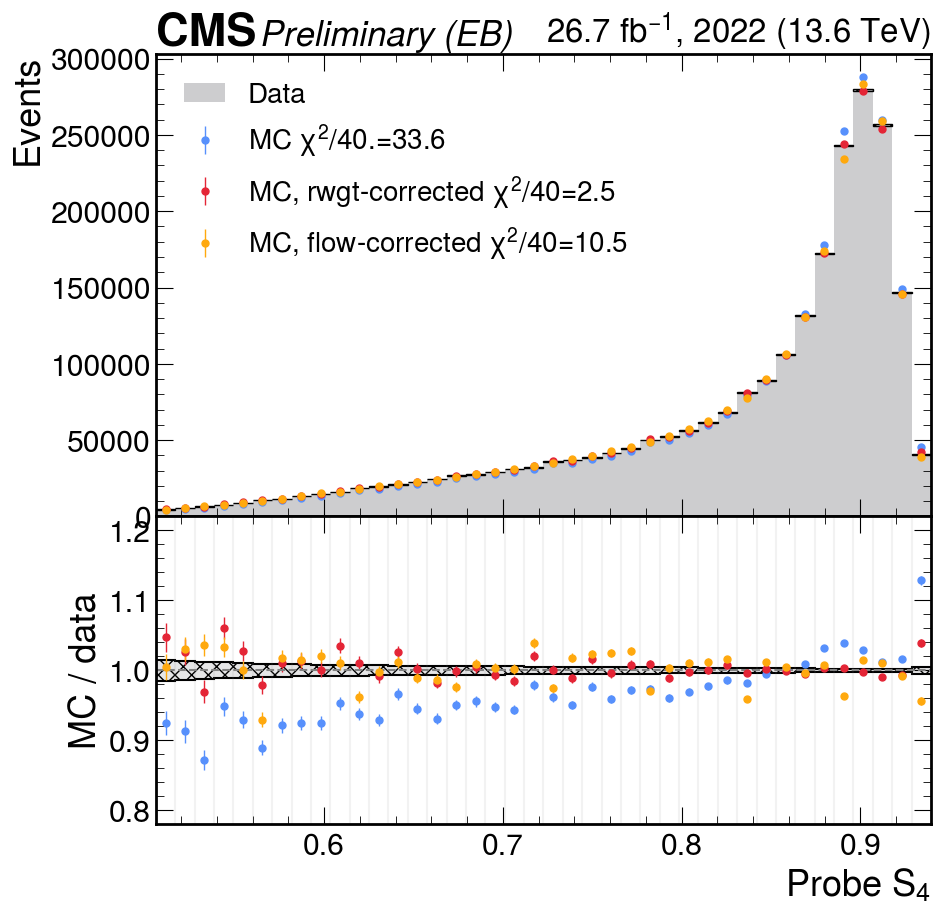 CMS Preliminary (EB) 26.7 fb⁻¹, 2022 (13.6 TeV)
Events
300000
250000
200000
150000
100000
50000
0
Data
MC χ²/40.=33.6
MC, rwgt-corrected χ²/40=2.5
MC, flow-corrected χ²/40=10.5
MC / data
1.2
1.1
1.0
0.9
0.8
0.6 0.7 0.8 0.9
Probe S₄